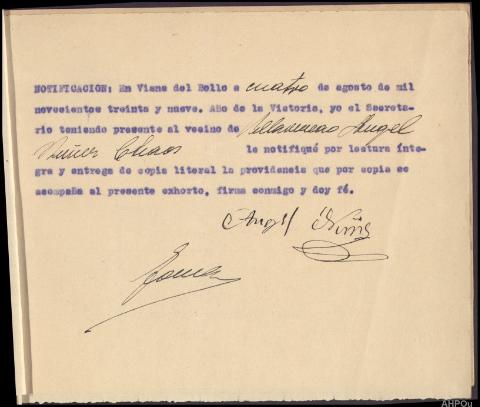 NOTIFICACION: En Viana del Bollo a cuatro de agosto de mil
novecientos treinta y nueve. Año de la Victoria, yo el Secreta-
rio teniendo presente al vecino de Villaseco Angel
Núñez Chaos le notifiqué por lectura ínte-
gra y entrega de copia literal la providencia que por copia se
acompaña al presente exhorto, firma conmigo y doy fé.
Angel Núñez
AHPOu